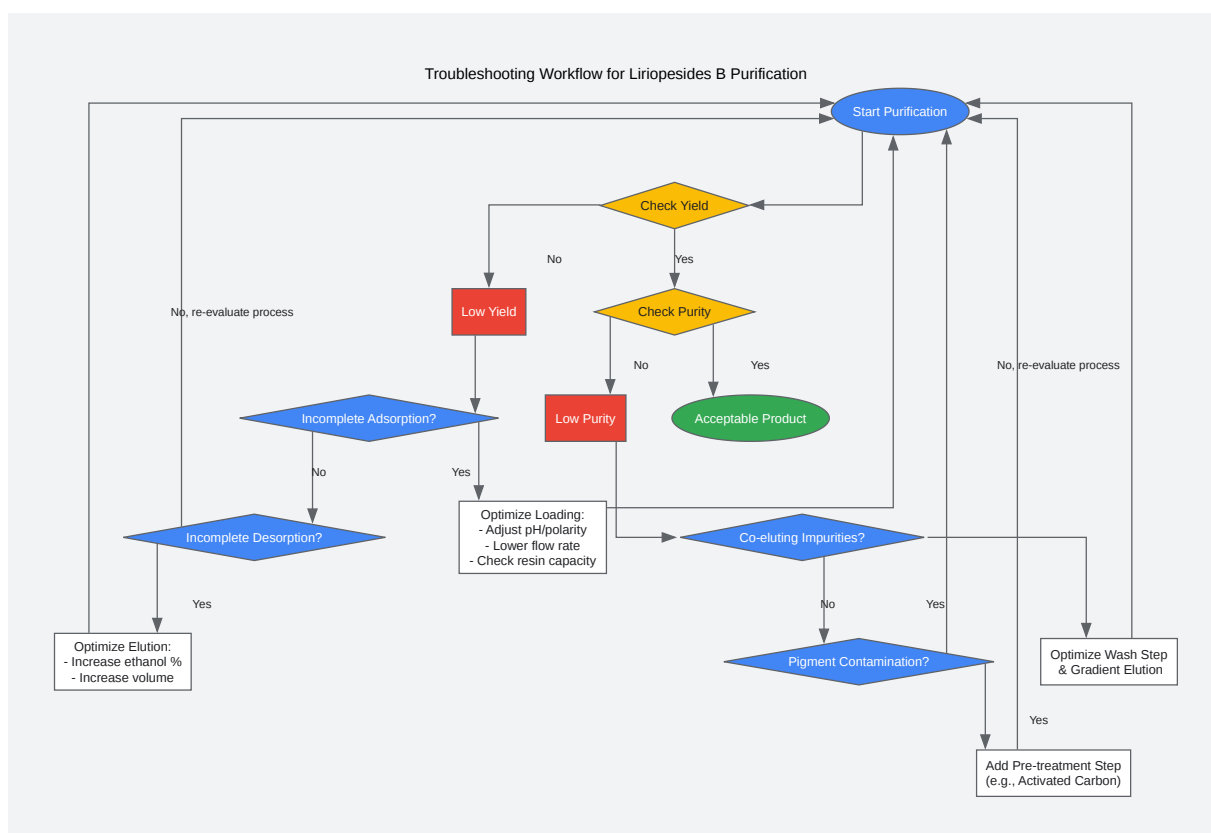 Troubleshooting Workflow for Liriopesides B Purification
Start Purification
Check Yield
No
Yes
Low Yield
Check Purity
No, re-evaluate process
No
Yes
No, re-evaluate process
Incomplete Adsorption?
Low Purity
Acceptable Product
No
Yes
Optimize Loading:
- Adjust pH/polarity
- Lower flow rate
- Check resin capacity
Incomplete Desorption?
Co-eluting Impurities?
Yes
No
Yes
Optimize Elution:
- Increase ethanol %
- Increase volume
Pigment Contamination?
Optimize Wash Step
& Gradient Elution
Yes
Add Pre-treatment Step
(e.g., Activated Carbon)